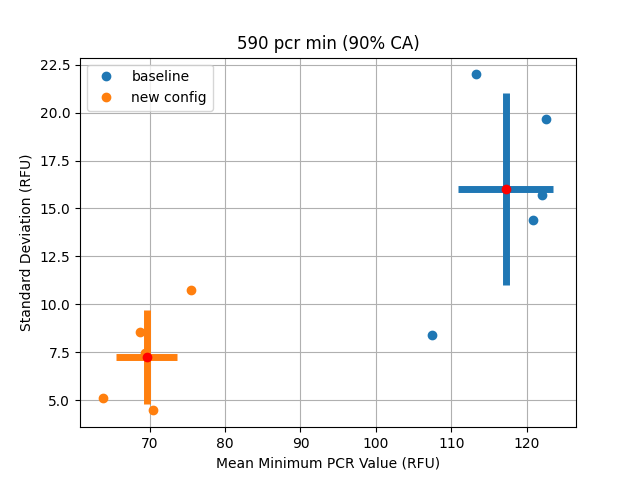 590 pcr min (90% CA)
baseline
new config
22.5
20.0
17.5
15.0
12.5
10.0
7.5
5.0
Standard Deviation (RFU)
70 80 90 100 110 120
Mean Minimum PCR Value (RFU)